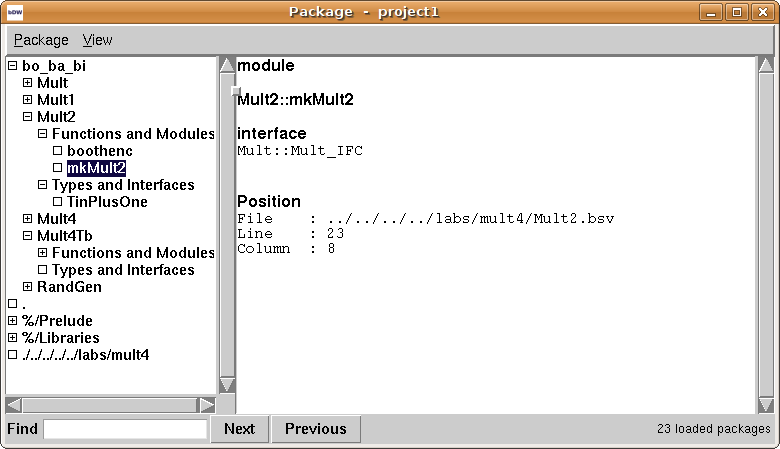 BDW
Package - project1
Package View
bo_ba_bi
Mult
Mult1
Mult2
Functions and Modules
boothenc
mkMult2
Types and Interfaces
TinPlusOne
Mult4
Mult4Tb
Functions and Modules
Types and Interfaces
RandGen
.
%/Prelude
%/Libraries
./../../../../labs/mult4
module
Mult2::mkMult2
interface
Mult::Mult_IFC
Position
File : ../../../../labs/mult4/Mult2.bsv
Line : 23
Column : 8
Find Next Previous 23 loaded packages